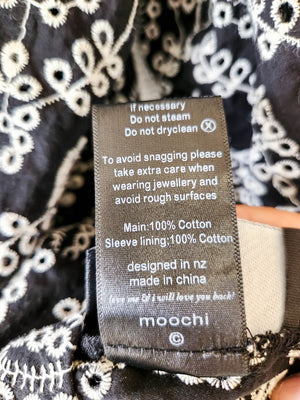 if necessary
Do not steam
Do not dryclean Ⓧ
To avoid snagging please
take extra care when
wearing jewellery and
avoid rough surfaces
Main:100% Cotton
Sleeve lining:100% Cotton
designed in nz
made in china
love me & i will love you back!
moochi
©